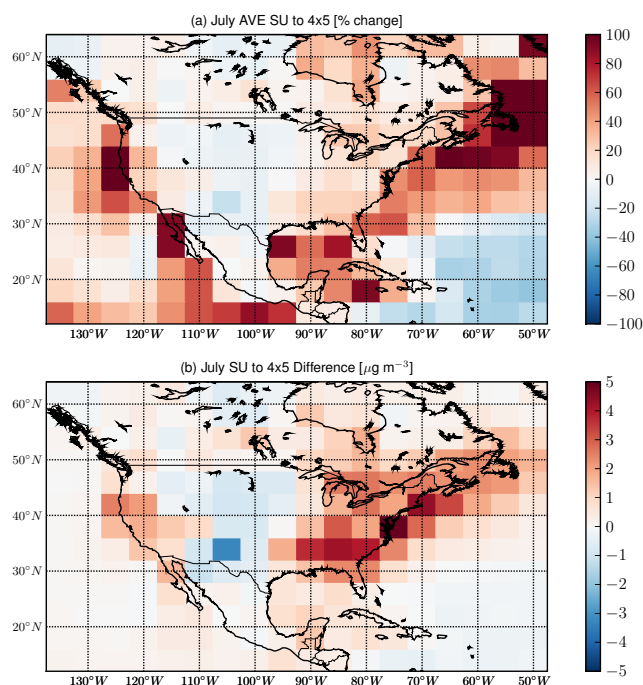 (a) July AVE SU to 4x5 [% change]
60°N
50°N
40°N
30°N
20°N
130°W 120°W 110°W 100°W 90°W 80°W 70°W 60°W 50°W
100
80
60
40
20
0
−20
−40
−60
−80
−100
(b) July SU to 4x5 Difference [μg m⁻³]
60°N
50°N
40°N
30°N
20°N
130°W 120°W 110°W 100°W 90°W 80°W 70°W 60°W 50°W
5
4
3
2
1
0
−1
−2
−3
−4
−5